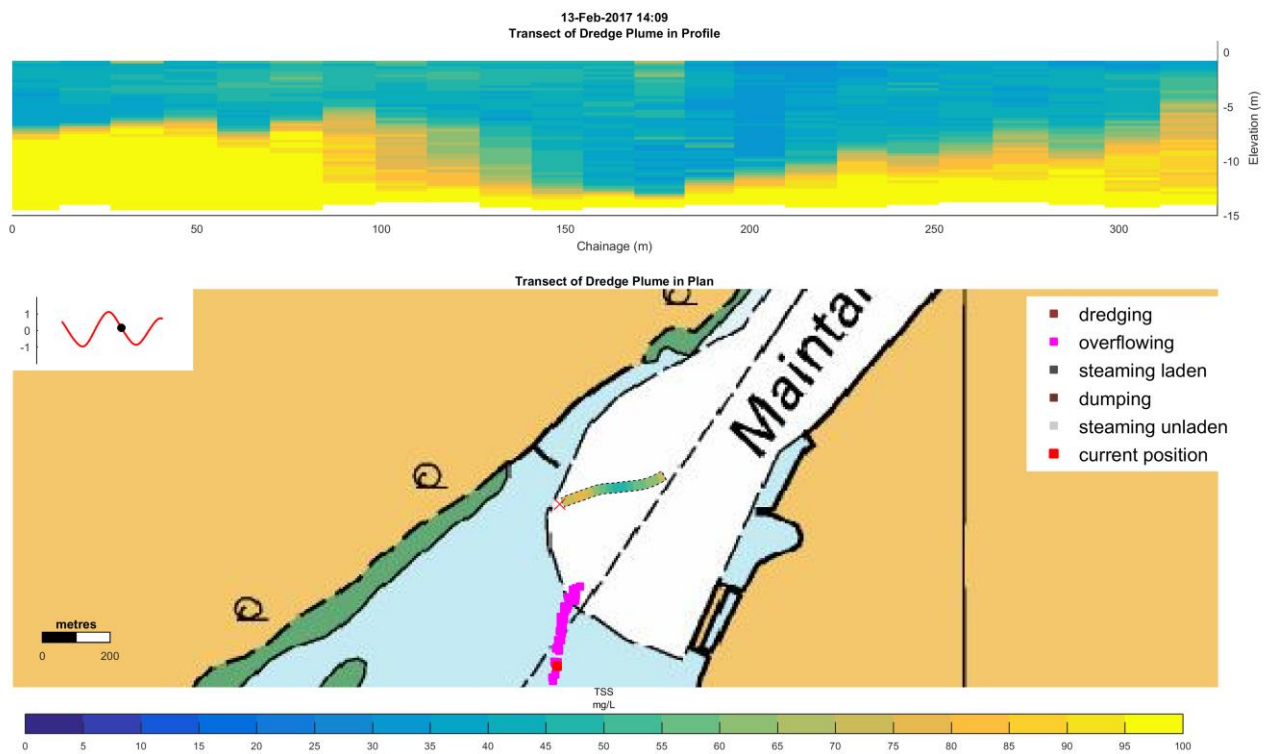 13-Feb-2017 14:09
Transect of Dredge Plume in Profile
0
-5
-10
-15
Elevation (m)
0 50 100 150 200 250 300
Chainage (m)
Transect of Dredge Plume in Plan
1
0
-1
Maintai
dredging
overflowing
steaming laden
dumping
steaming unladen
current position
metres
0 200
TSS
mg/L
0 5 10 15 20 25 30 35 40 45 50 55 60 65 70 75 80 85 90 95 100